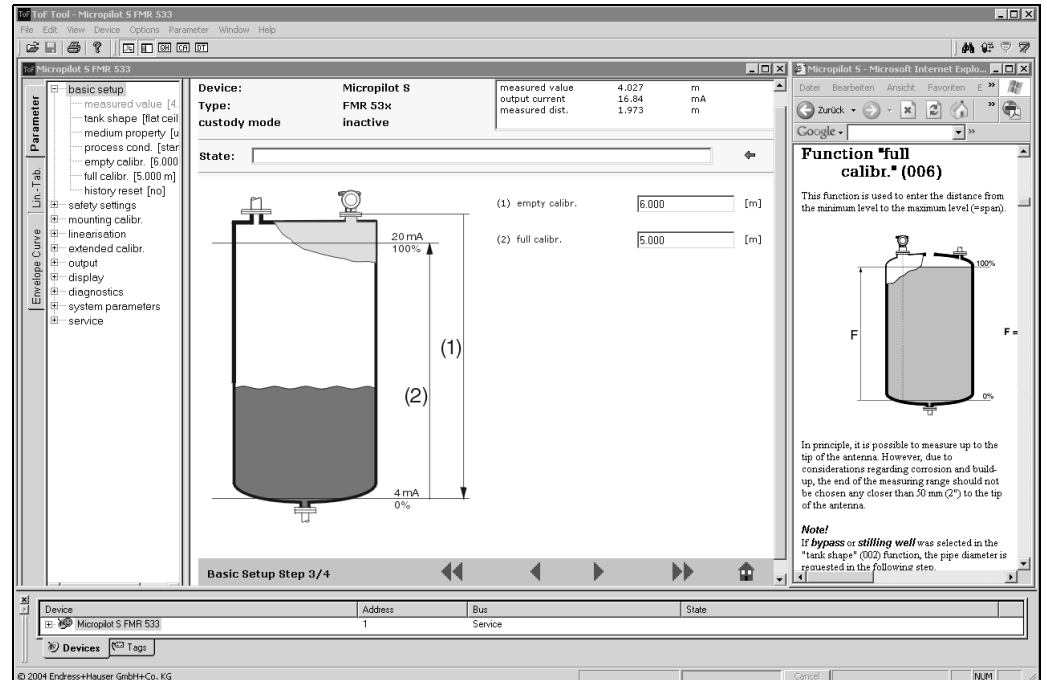 ToF Tool - Micropilot S FMR 533
File Edit View Device Options Parameter Window Help
DH CA DT
Micropilot S FMR 533
Parameter
Lin.-Tab.
Envelope Curve
basic setup
measured value [4.
tank shape [flat ceil
medium property [u
process cond. [star
empty calibr. [6.000
full calibr. [5.000 m]
history reset [no]
safety settings
mounting calibr.
linearisation
extended calibr.
output
display
diagnostics
system parameters
service
Device: Micropilot S
Type: FMR 53x
custody mode inactive
measured value 4.027 m
output current 16.84 mA
measured dist. 1.973 m
State:
20 mA
100%
(1)
(2)
4 mA
0%
(1) empty calibr. 6.000 [m]
(2) full calibr. 5.000 [m]
Basic Setup Step 3/4
Micropilot S - Microsoft Internet Explo...
Datei Bearbeiten Ansicht Favoriten E »
Zurück
Google
Function "full
calibr." (006)
This function is used to enter the distance from
the minimum level to the maximum level (=span).
100%
F
F =
0%
In principle, it is possible to measure up to the
tip of the antenna. However, due to
considerations regarding corrosion and build-
up, the end of the measuring range should not
be chosen any closer than 50 mm (2") to the tip
of the antenna.
Note!
If bypass or stilling well was selected in the
"tank shape" (002) function, the pipe diameter is
requested in the following step.
Device Address Bus State
Micropilot S FMR 533 1 Service
Devices Tags
© 2004 Endress+Hauser GmbH+Co. KG
Cancel
NUM